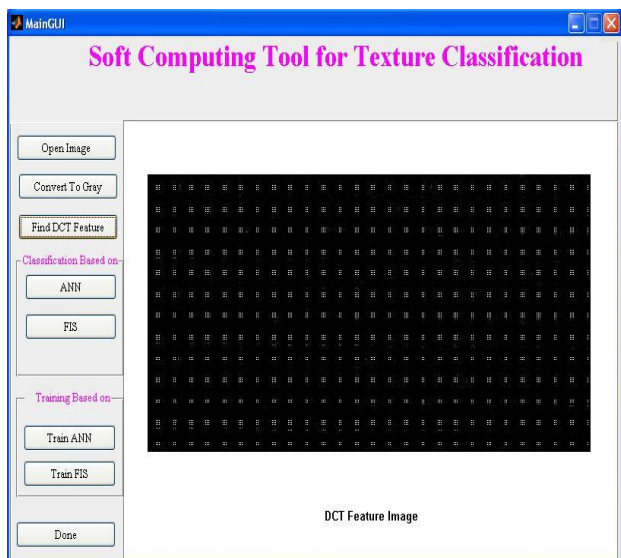 MainGUI
Soft Computing Tool for Texture Classification
Open Image
Convert To Gray
Find DCT Feature
Classification Based on
ANN
FIS
Training Based on
Train ANN
Train FIS
Done
DCT Feature Image